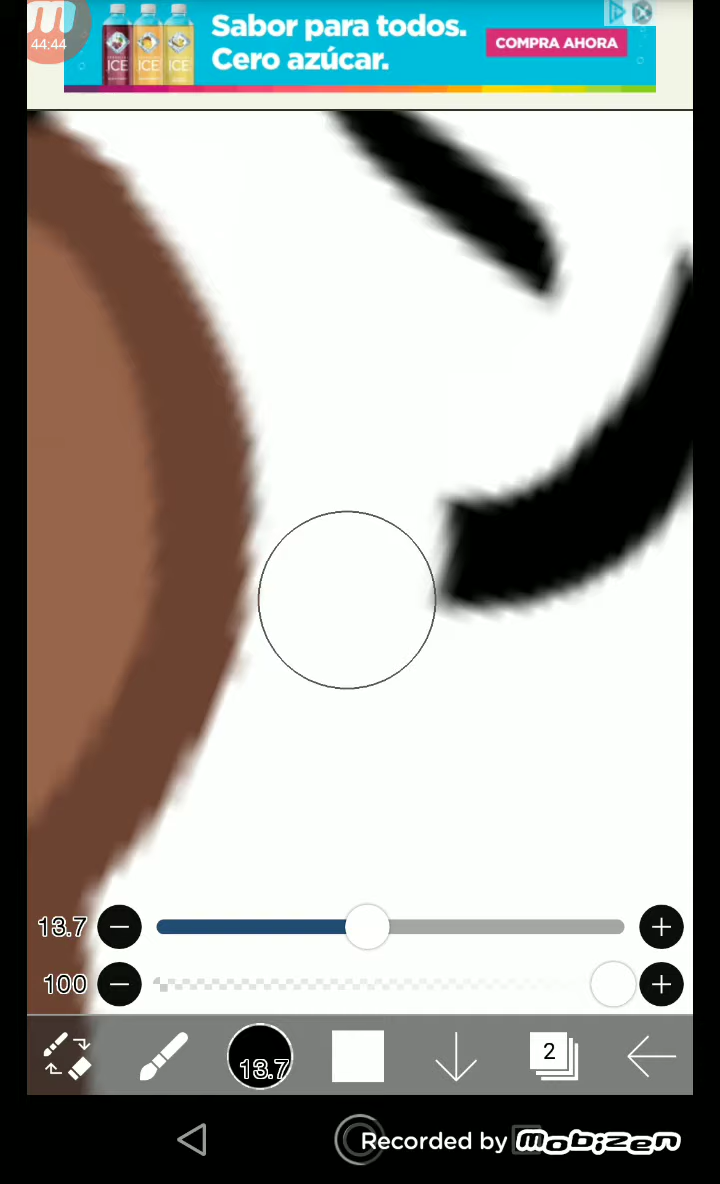 44:44
Sabor para todos.
Cero azúcar.
COMPRA AHORA
ICE ICE ICE
13.7
100
13.7
2
Recorded by Mobizen